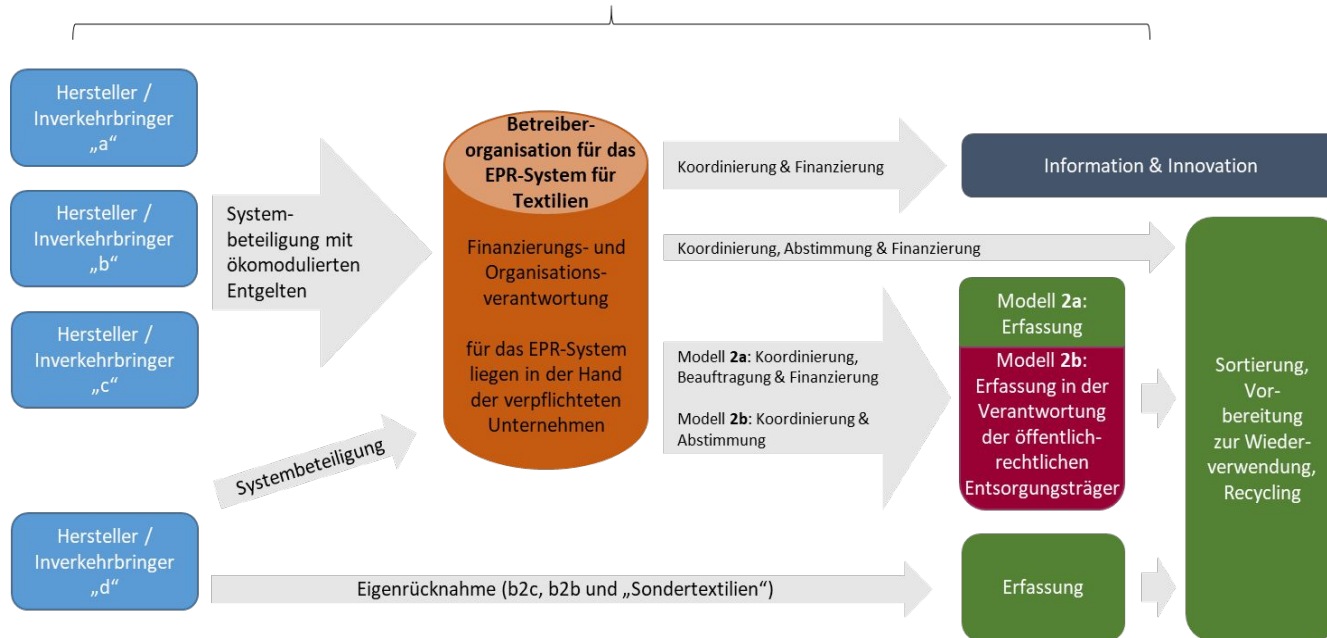 Hersteller /
Inverkehrbringer
„a“
Hersteller /
Inverkehrbringer
„b“
Hersteller /
Inverkehrbringer
„c“
Hersteller /
Inverkehrbringer
„d“
System-
beteiligung mit
ökomodulierten
Entgelten
Systembeteiligung
Betreiber-
organisation für das
EPR-System für
Textilien
Finanzierungs- und
Organisations-
verantwortung
für das EPR-System
liegen in der Hand
der verpflichteten
Unternehmen
Koordinierung & Finanzierung
Information & Innovation
Koordinierung, Abstimmung & Finanzierung
Modell 2a: Koordinierung,
Beauftragung & Finanzierung
Modell 2b: Koordinierung &
Abstimmung
Modell 2a:
Erfassung
Modell 2b:
Erfassung in der
Verantwortung
der öffentlich-
rechtlichen
Entsorgungsträger
Sortierung,
Vor-
bereitung
zur Wieder-
verwendung,
Recycling
Eigenrücknahme (b2c, b2b und „Sondertextilien“)
Erfassung